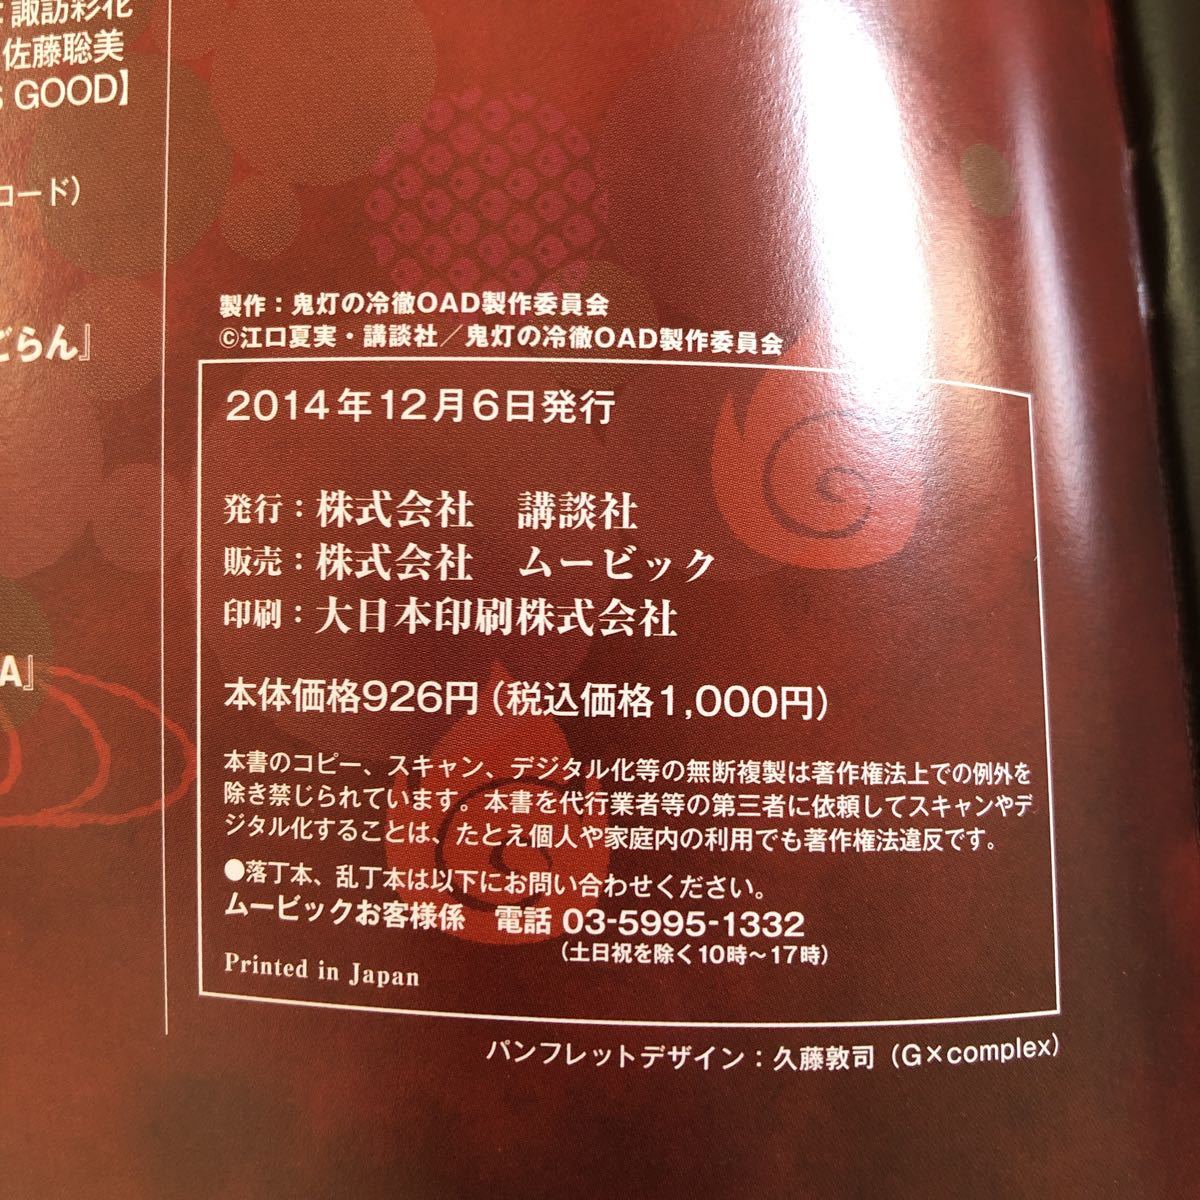 諏訪彩花
佐藤聡美
GOOD】
コード）
どらん』
A』
製作：鬼灯の冷徹OAD製作委員会
©江口夏実・講談社／鬼灯の冷徹OAD製作委員会
2014年12月6日発行
発行：株式会社　講談社
販売：株式会社　ムービック
印刷：大日本印刷株式会社
本体価格926円（税込価格1,000円）
本書のコピー、スキャン、デジタル化等の無断複製は著作権法上での例外を
除き禁じられています。本書を代行業者等の第三者に依頼してスキャンやデ
ジタル化することは、たとえ個人や家庭内の利用でも著作権法違反です。
●落丁本、乱丁本は以下にお問い合わせください。
ムービックお客様係　電話 03-5995-1332
（土日祝を除く10時～17時）
Printed in Japan
パンフレットデザイン：久藤敦司（G×complex）